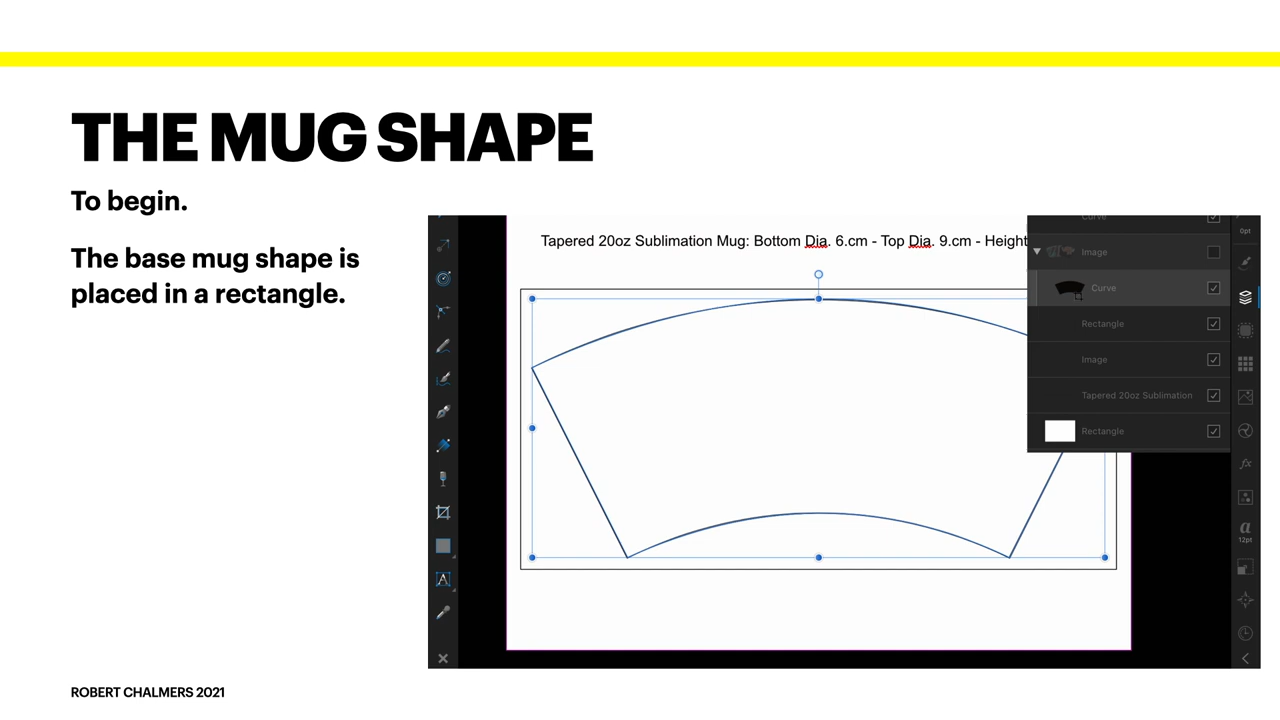 THE MUG SHAPE
To begin.
The base mug shape is
placed in a rectangle.
Tapered 20oz Sublimation Mug: Bottom Dia. 6.cm - Top Dia. 9.cm - Height
Curve
Image
Curve
Rectangle
Image
Tapered 20oz Sublimation
Rectangle
0pt
fx
a
12pt
A
ROBERT CHALMERS 2021